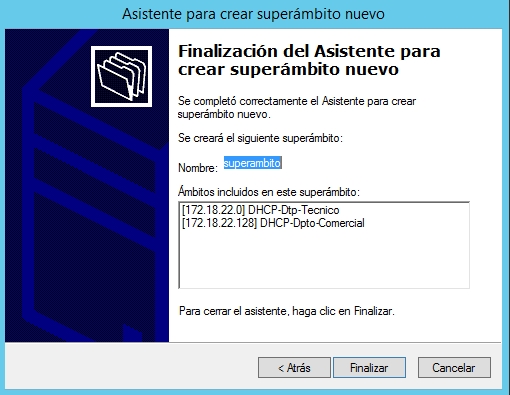 Asistente para crear superámbito nuevo
Finalización del Asistente para
crear superámbito nuevo
Se completó correctamente el Asistente para crear
superámbito nuevo.
Se creará el siguiente superámbito:
Nombre: superambito
Ámbitos incluidos en este superámbito:
[172.18.22.0] DHCP-Dtp-Tecnico
[172.18.22.128] DHCP-Dpto-Comercial
Para cerrar el asistente, haga clic en Finalizar.
< Atrás Finalizar Cancelar